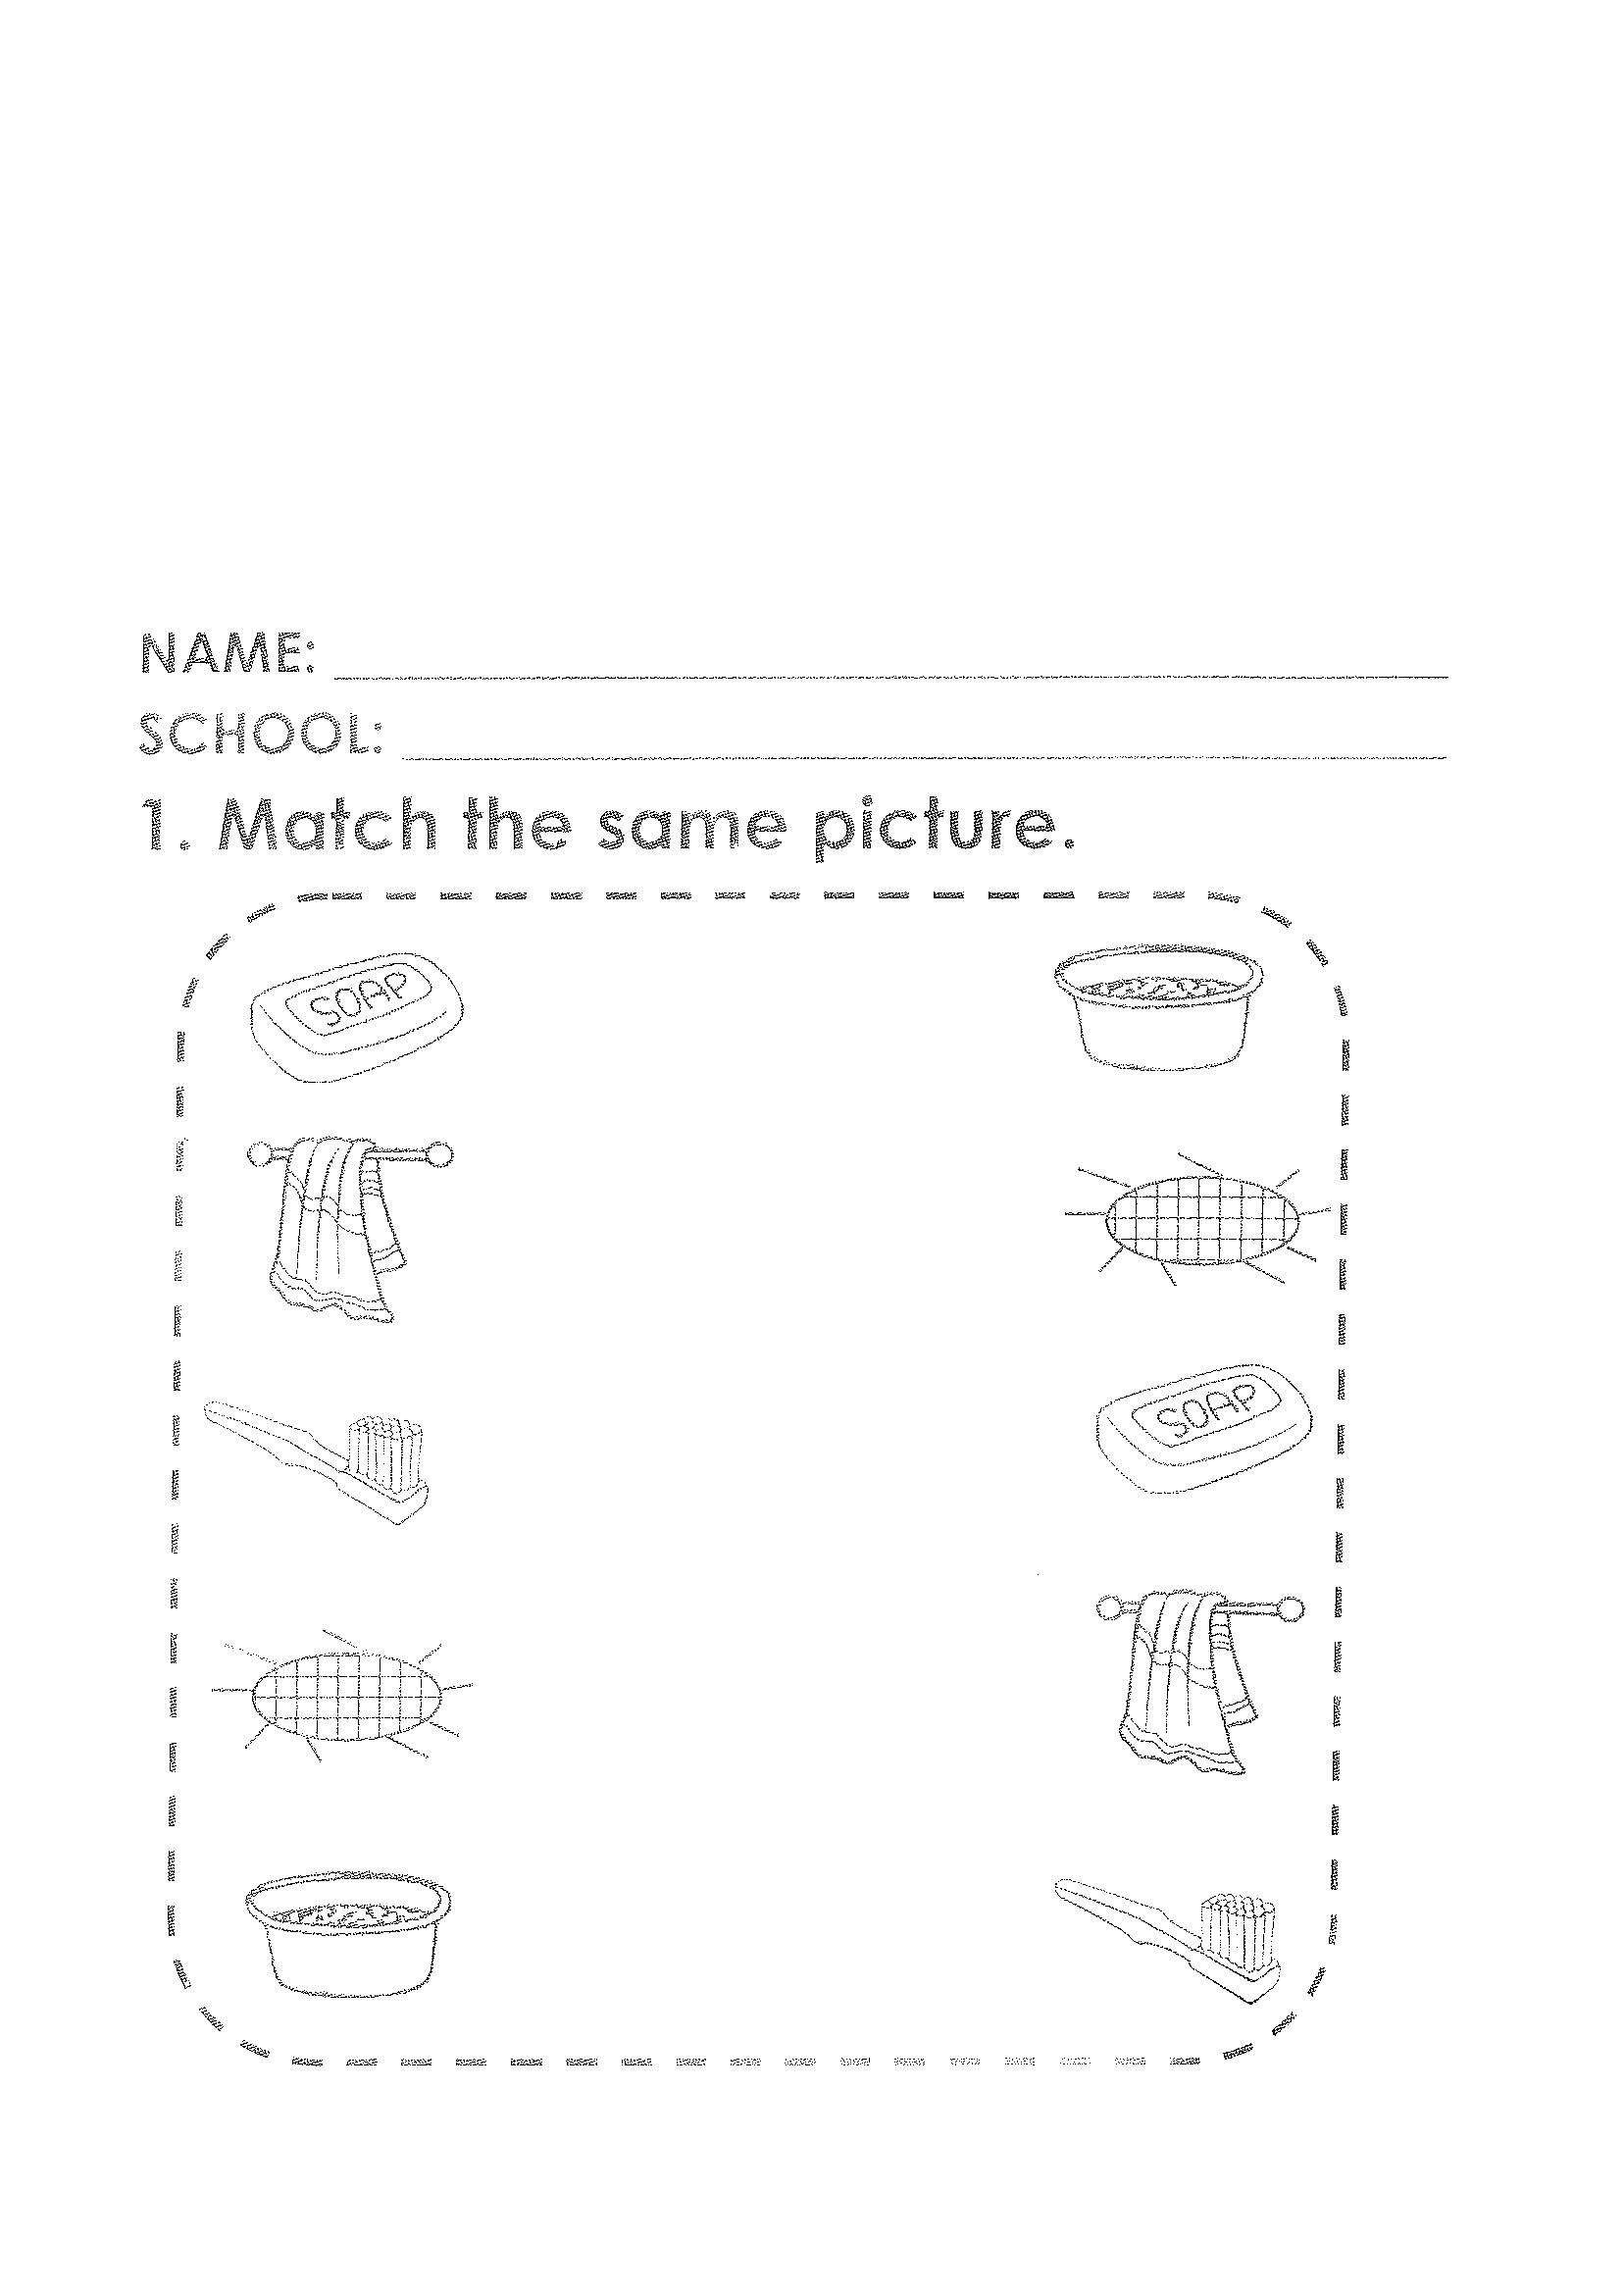 NAME:
SCHOOL:
1. Match the same picture.
SOAP
SOAP